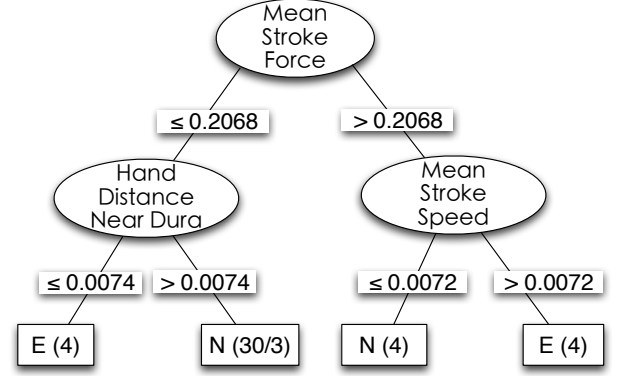 Mean
Stroke
Force
≤ 0.2068
> 0.2068
Hand
Distance
Near Dura
Mean
Stroke
Speed
≤ 0.0074
> 0.0074
≤ 0.0072
> 0.0072
E (4)
N (30/3)
N (4)
E (4)